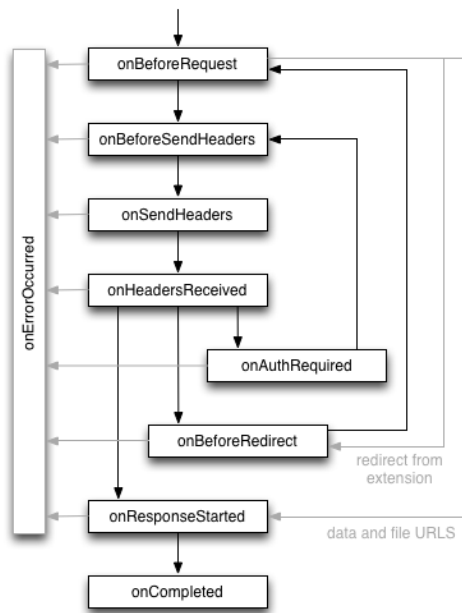 onBeforeRequest
onBeforeSendHeaders
onSendHeaders
onHeadersReceived
onErrorOccurred
onAuthRequired
onBeforeRedirect
redirect from
extension
onResponseStarted
data and file URLS
onCompleted